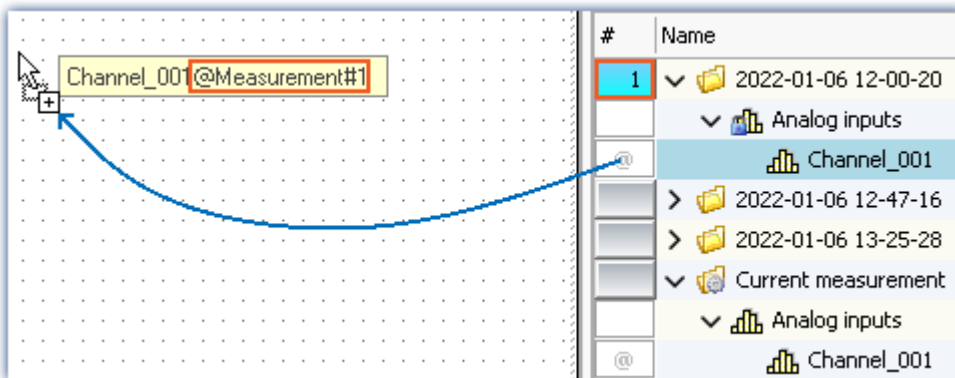 # Name
Channel_001@Measurement#1
1 2022-01-06 12-00-20
Analog inputs
@ Channel_001
2022-01-06 12-47-16
2022-01-06 13-25-28
Current measurement
Analog inputs
@ Channel_001